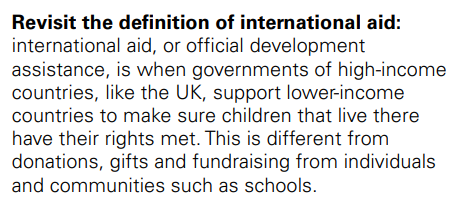 Revisit the definition of international aid:
international aid, or official development
assistance, is when governments of high-income
countries, like the UK, support lower-income
countries to make sure children that live there
have their rights met. This is different from
donations, gifts and fundraising from individuals
and communities such as schools.